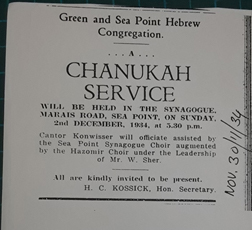 Green and Sea Point Hebrew
Congregation.
...A...
CHANUKAH
SERVICE
WILL BE HELD IN THE SYNAGOGUE,
MARAIS ROAD, SEA POINT, ON SUNDAY,
2nd DECEMBER, 1934, at 5.30 p.m.
Cantor Konwisser will officiate assisted by
the Sea Point Synagogue Choir augmented
by the Hazomir Choir under the Leadership
of Mr. W. Sher.
All are kindly invited to be present.
H. C. KOSSICK, Hon. Secretary.
NOV. 30/11/34